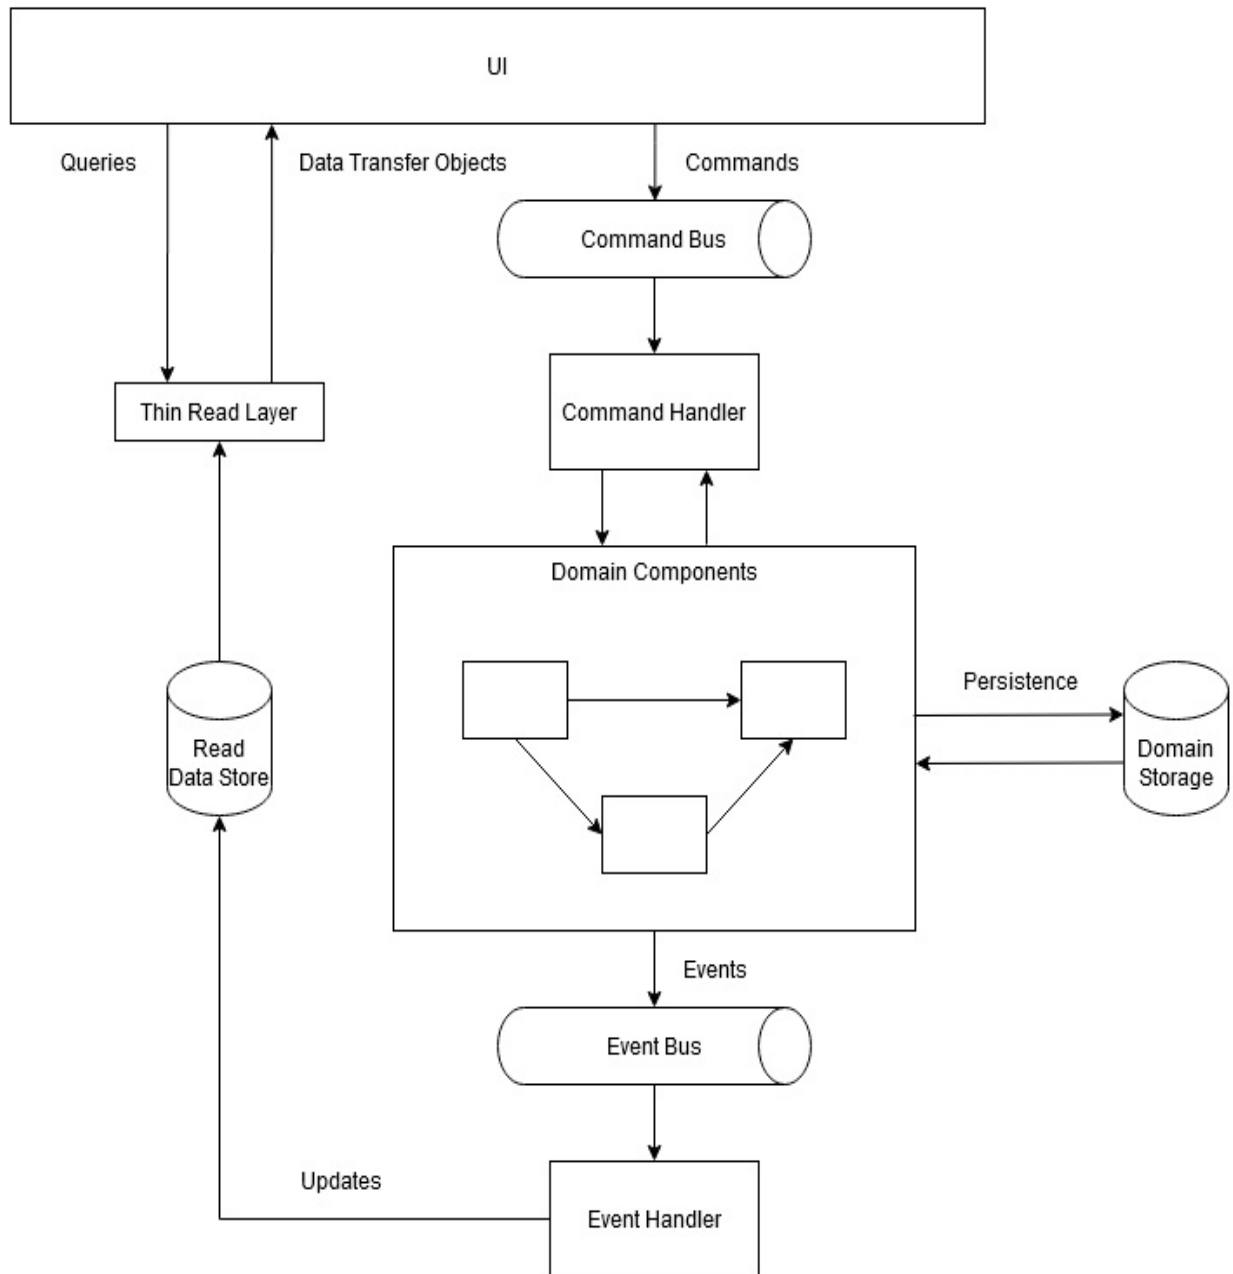 UI
Queries
Data Transfer Objects
Commands
Command Bus
Thin Read Layer
Command Handler
Domain Components
Persistence
Read
Data Store
Domain
Storage
Events
Event Bus
Updates
Event Handler